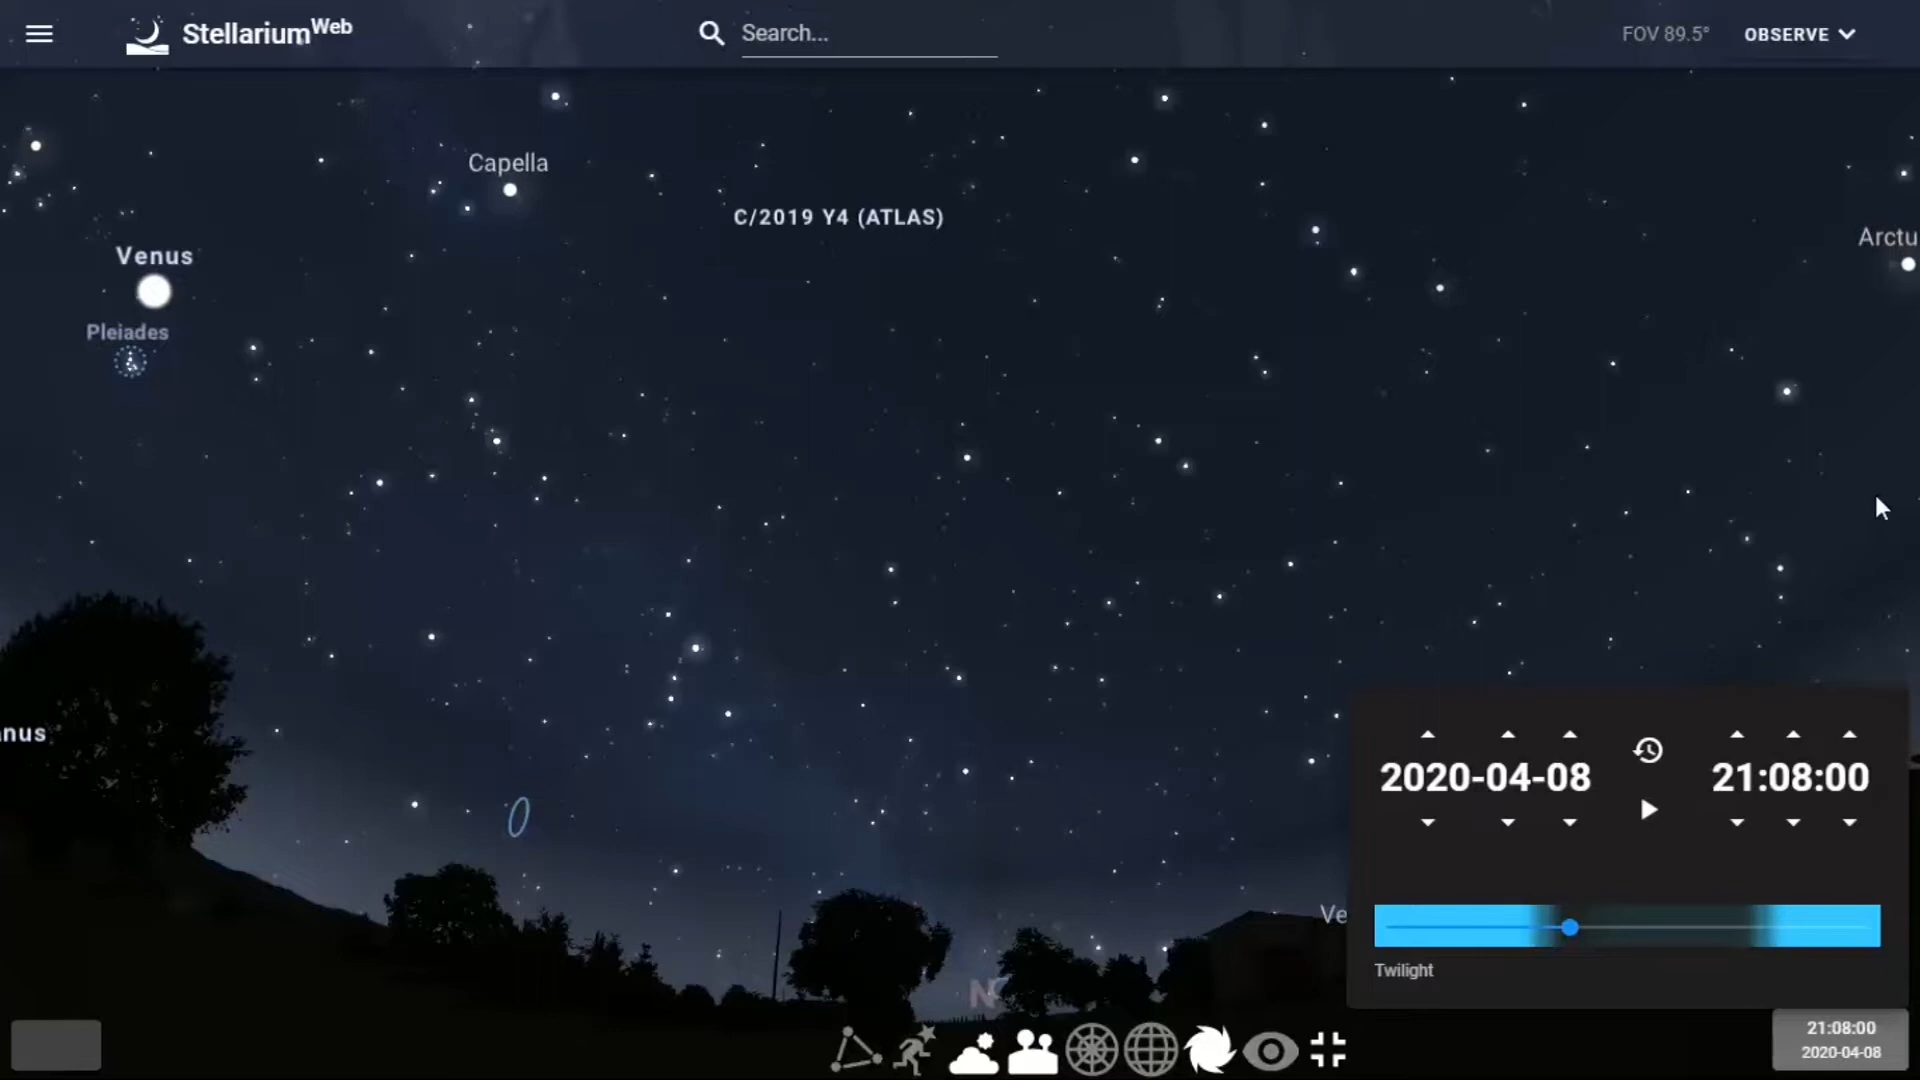 StellariumWeb
Search...
FOV 89.5°
OBSERVE
Capella
C/2019 Y4 (ATLAS)
Arctu
Venus
Pleiades
anus
2020-04-08
21:08:00
Ve
Twilight
N
21:08:00
2020-04-08